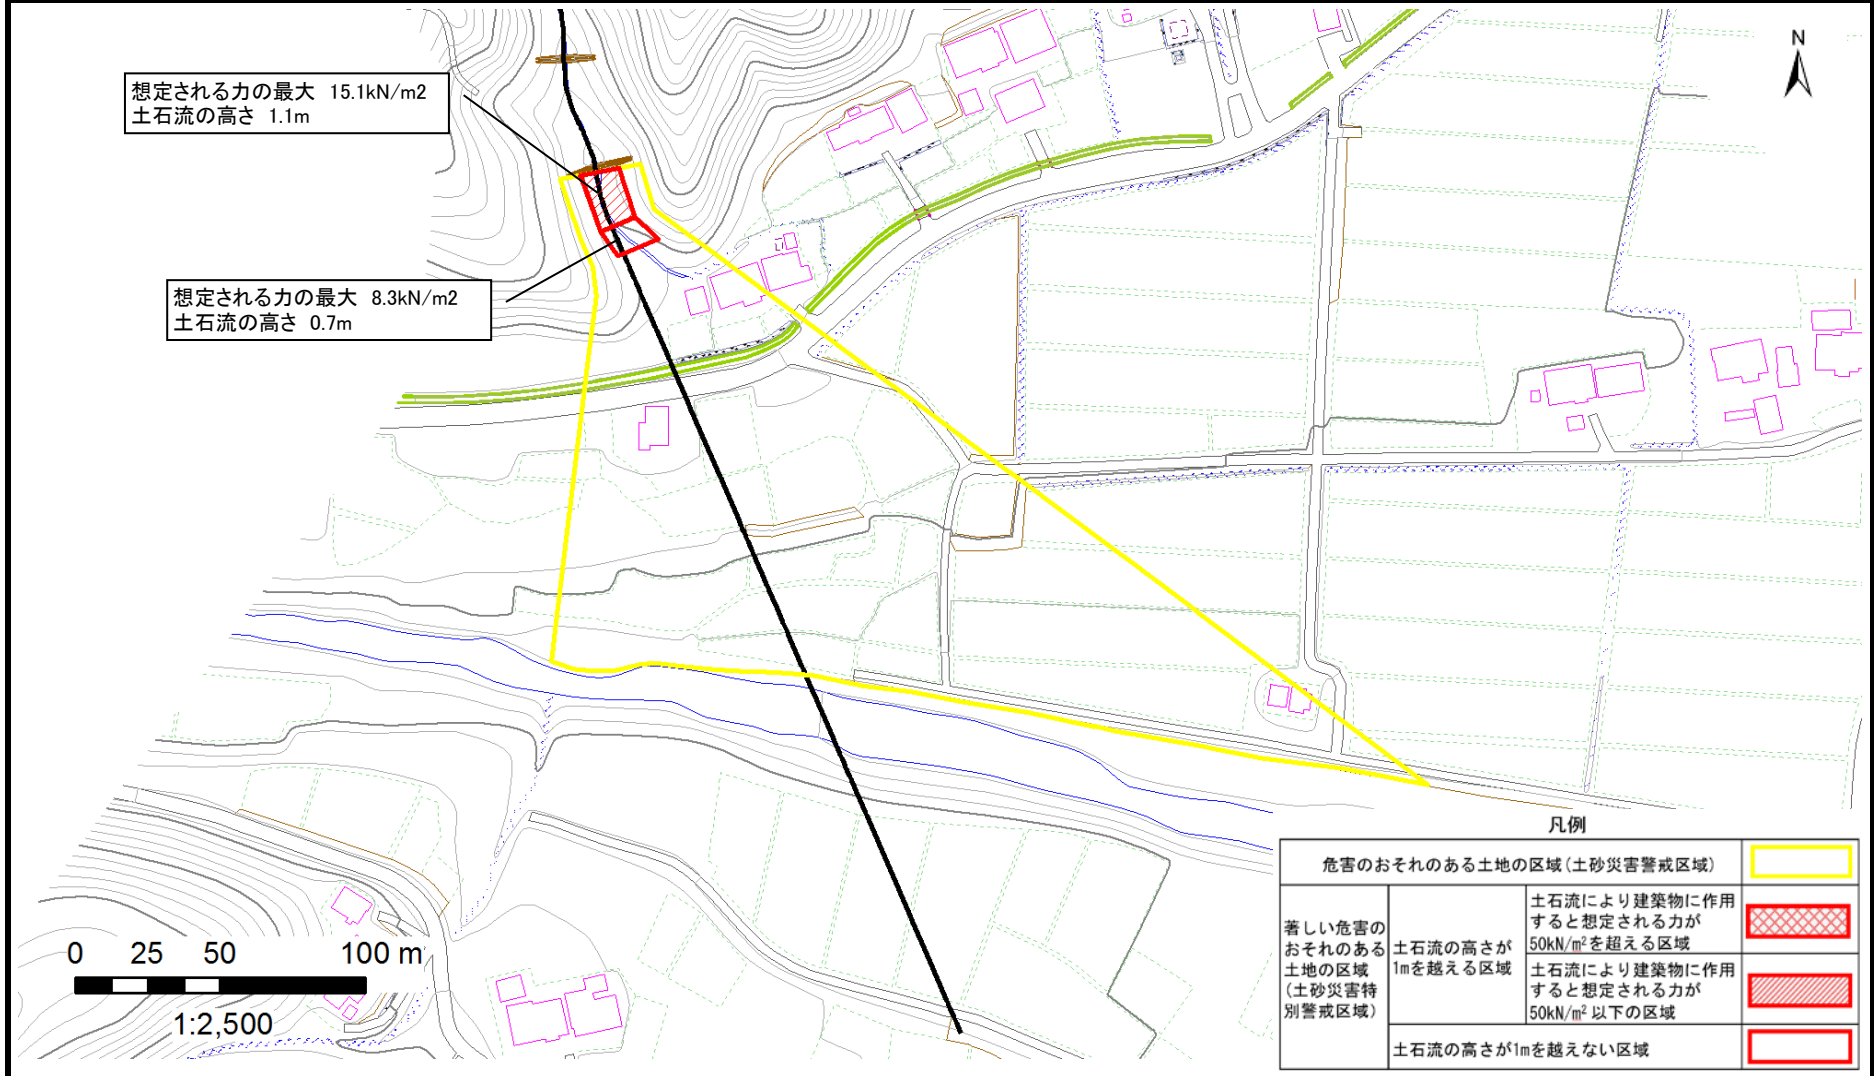 N
想定される力の最大 15.1kN/m2
土石流の高さ 1.1m
想定される力の最大 8.3kN/m2
土石流の高さ 0.7m
0 25 50 100 m
1:2,500
凡例
危害のおそれのある土地の区域(土砂災害警戒区域)
著しい危害の
おそれのある
土地の区域
(土砂災害特
別警戒区域)
土石流の高さが
1mを越える区域
土石流により建築物に作用
すると想定される力が
50kN/m²を超える区域
土石流により建築物に作用
すると想定される力が
50kN/m²以下の区域
土石流の高さが1mを越えない区域